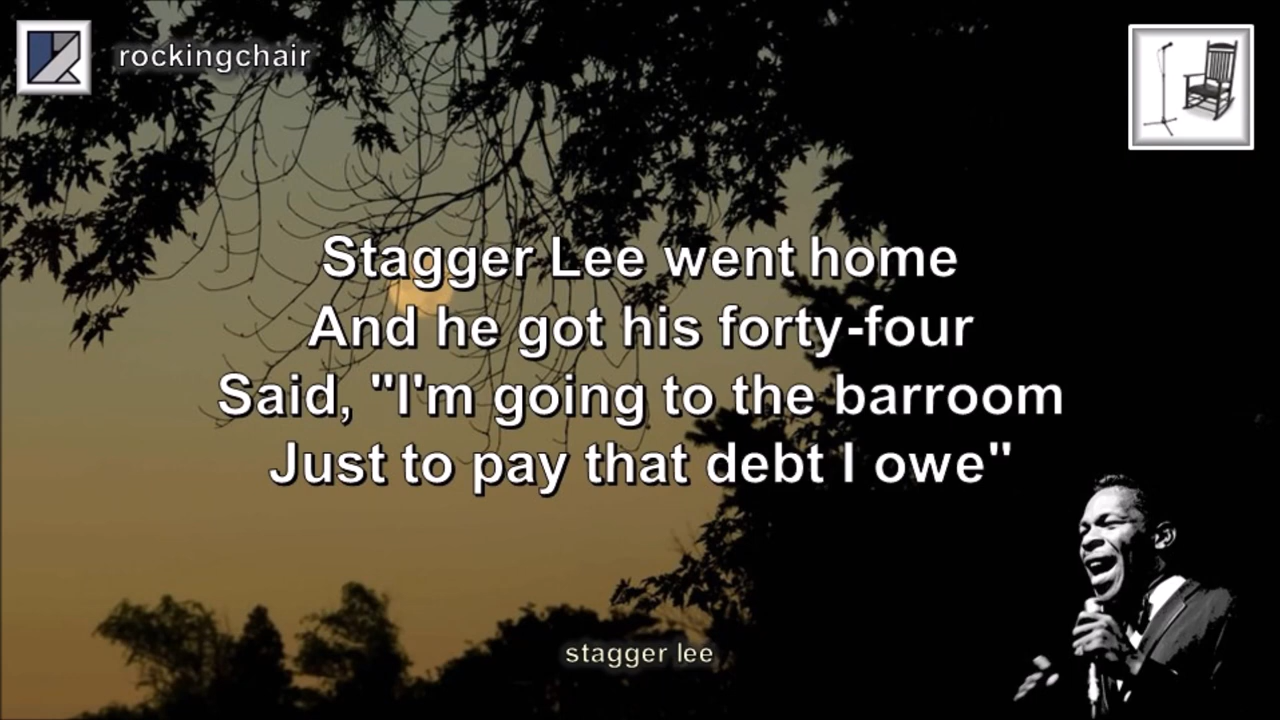 rockingchair
Stagger Lee went home
And he got his forty-four
Said, "I'm going to the barroom
Just to pay that debt I owe"
stagger lee